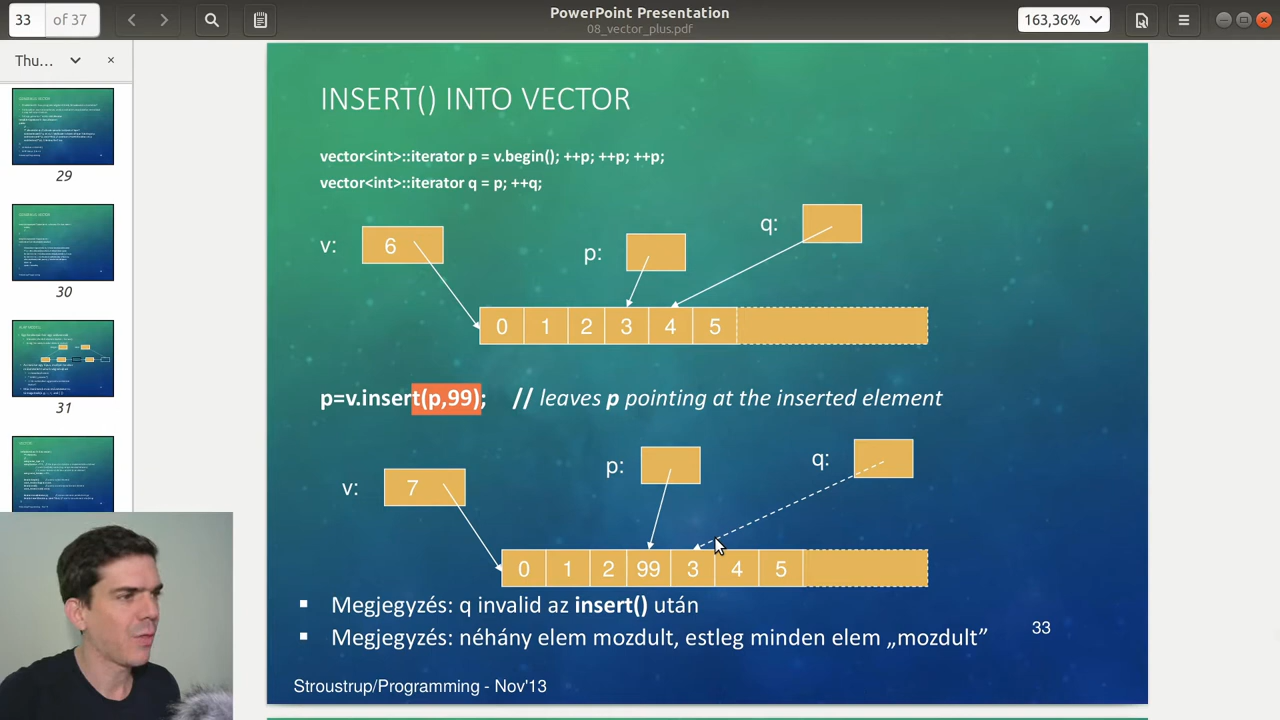 33 of 37
PowerPoint Presentation
08_vector_plus.pdf
163,36%
Thu...
×
29
30
31
INSERT() INTO VECTOR
vector<int>::iterator p = v.begin(); ++p; ++p; ++p;
vector<int>::iterator q = p; ++q;
v: 6 p: q:
0 1 2 3 4 5
p=v.insert(p,99); // leaves p pointing at the inserted element
v: 7 p: q:
0 1 2 99 3 4 5
Megjegyzés: q invalid az insert() után
Megjegyzés: néhány elem mozdult, estleg minden elem „mozdult”
33
Stroustrup/Programming - Nov'13